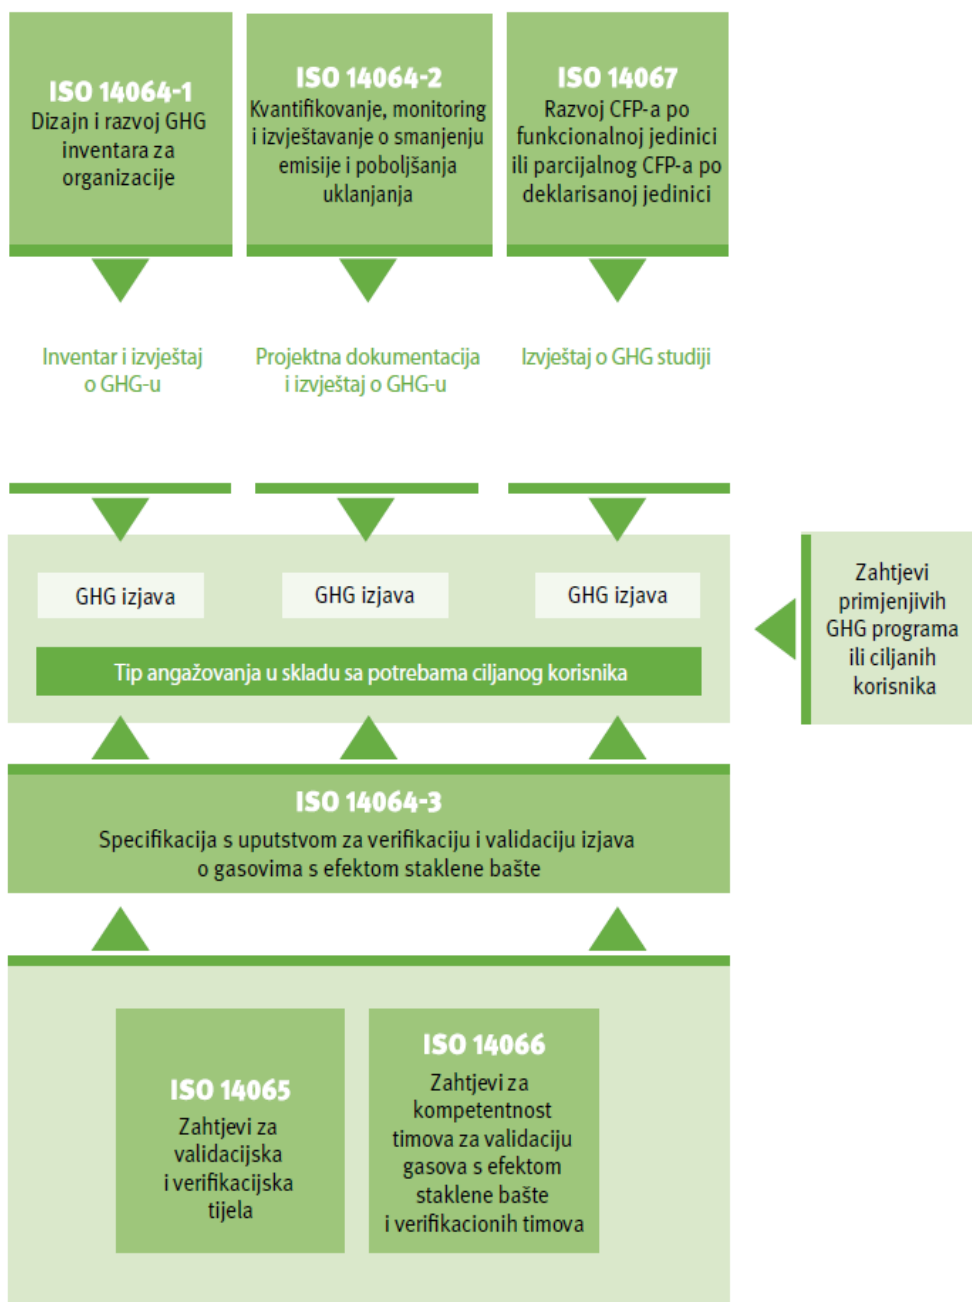 ISO 14064-1
Dizajn i razvoj GHG
inventara za
organizacije
ISO 14064-2
Kvantifikovanje, monitoring
i izvještavanje o smanjenju
emisije i poboljšanja
uklanjanja
ISO 14067
Razvoj CFP-a po
funkcionalnoj jedinici
ili parcijalnog CFP-a po
deklarisanoj jedinici
Inventar i izvještaj
o GHG-u
Projektna dokumentacija
i izvještaj o GHG-u
Izvještaj o GHG studiji
GHG izjava
GHG izjava
GHG izjava
Tip angažovanja u skladu sa potrebama ciljanog korisnika
Zahtjevi
primjenjivih
GHG programa
ili ciljanih
korisnika
ISO 14064-3
Specifikacija s uputstvom za verifikaciju i validaciju izjava
o gasovima s efektom staklene bašte
ISO 14065
Zahtjevi za
validacijska
i verifikacijska
tijela
ISO 14066
Zahtjevi za
kompetentnost
timova za validaciju
gasova s efektom
staklene bašte
i verifikacionih timova